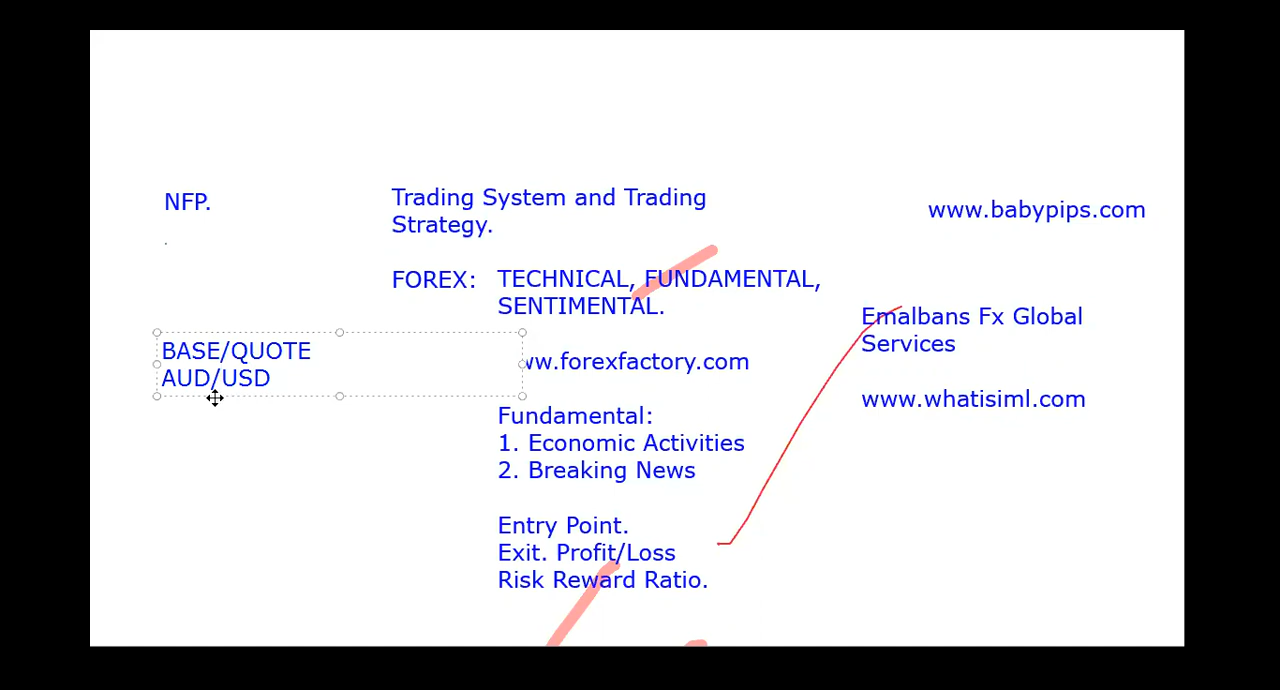 NFP.
Trading System and Trading
Strategy.
FOREX: TECHNICAL, FUNDAMENTAL,
SENTIMENTAL.
BASE/QUOTE
AUD/USD
ww.forexfactory.com
Fundamental:
1. Economic Activities
2. Breaking News
Entry Point.
Exit. Profit/Loss
Risk Reward Ratio.
www.babypips.com
Emalbans Fx Global
Services
www.whatisiml.com